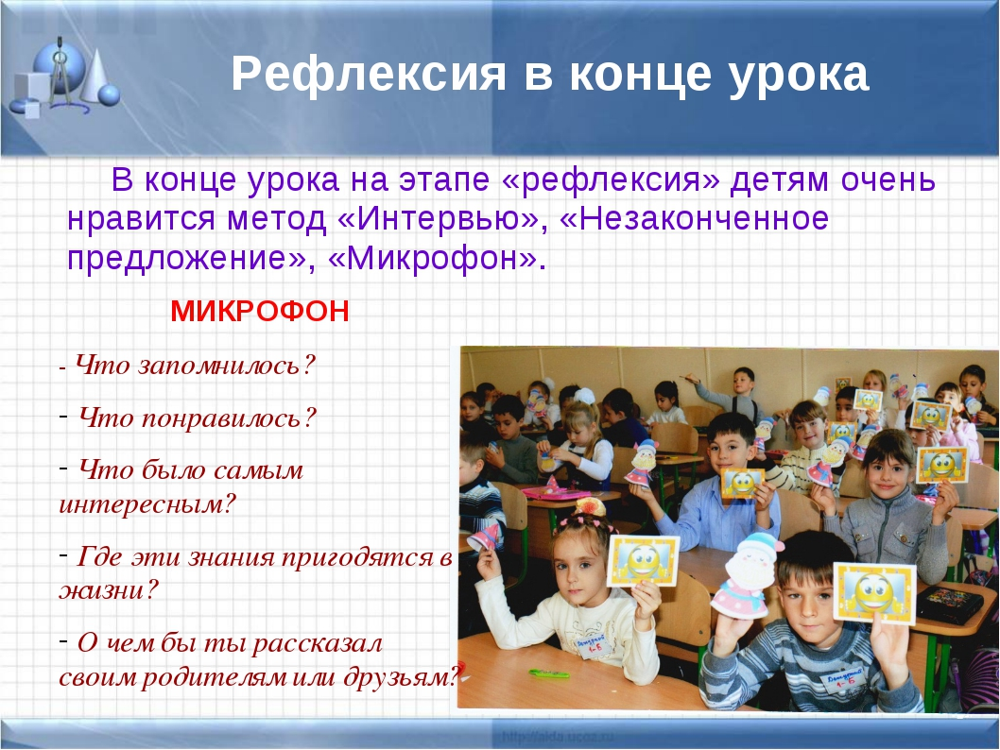 Рефлексия в конце урока
В конце урока на этапе «рефлексия» детям очень
нравится метод «Интервью», «Незаконченное
предложение», «Микрофон».
МИКРОФОН
- Что запомнилось?
- Что понравилось?
- Что было самым
интересным?
- Где эти знания пригодятся в
жизни?
- О чем бы ты рассказал
своим родителям или друзьям?
1-Б
1-Б
http://aida.ucoz.ru